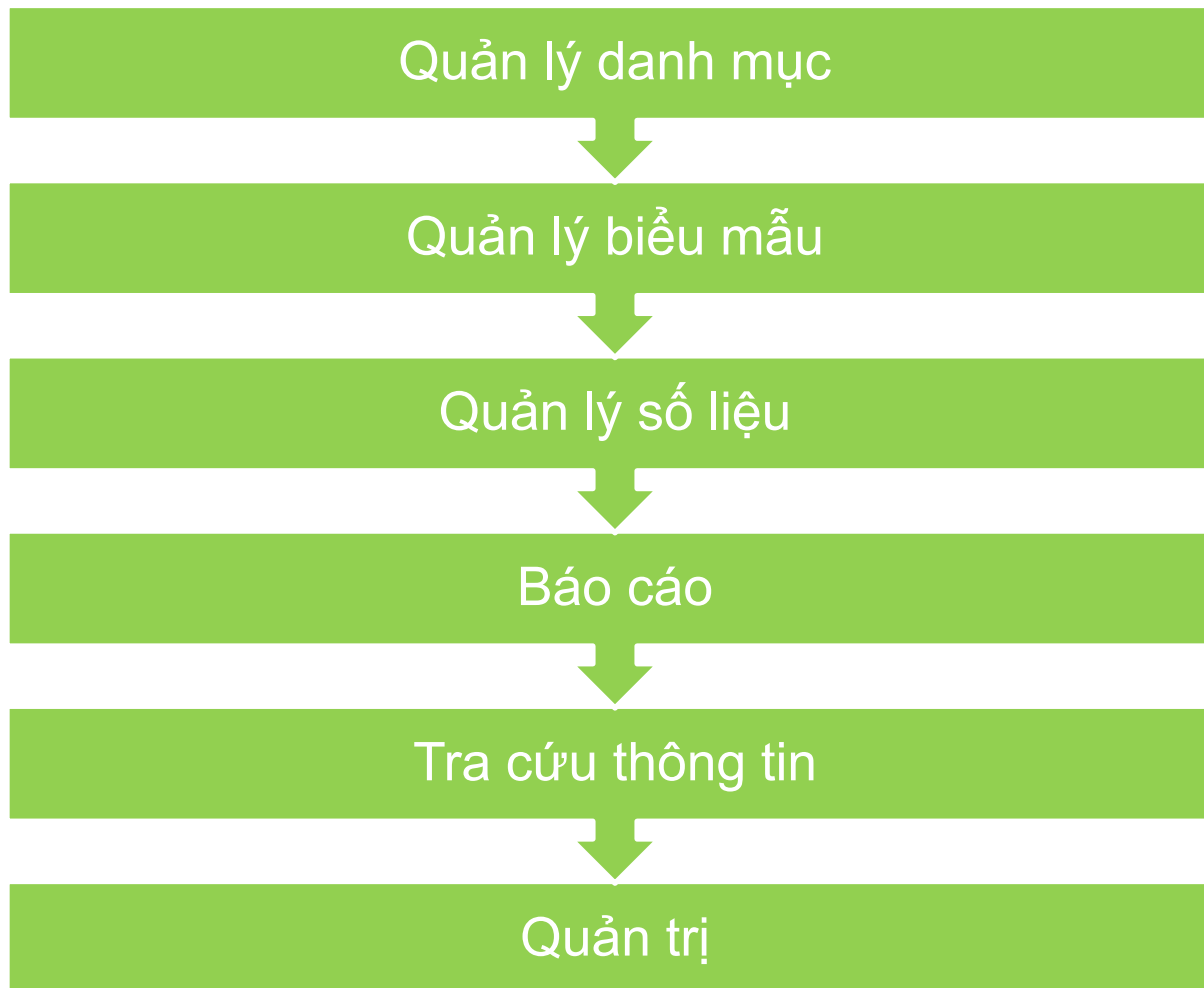 Quản lý danh mục
Quản lý biểu mẫu
Quản lý số liệu
Báo cáo
Tra cứu thông tin
Quản trị